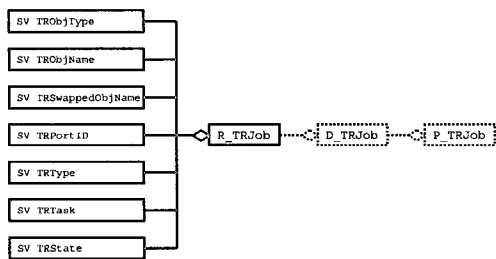 SV TRObjType
SV TRObjName
SV TRSwappedObjName
SV TRPortID
R_TRJob
D_TRJob
P_TRJob
SV TRType
SV TRTask
SV TRState